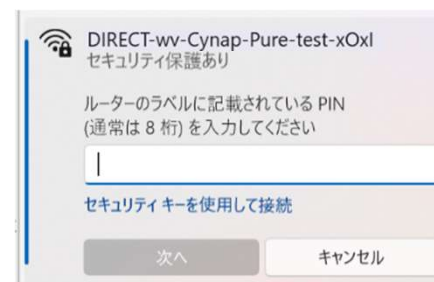 DIRECT-wv-Cynap-Pure-test-xOxI
セキュリティ保護あり
ルーターのラベルに記載されている PIN
(通常は 8 桁) を入力してください
セキュリティ キーを使用して接続
次へ
キャンセル